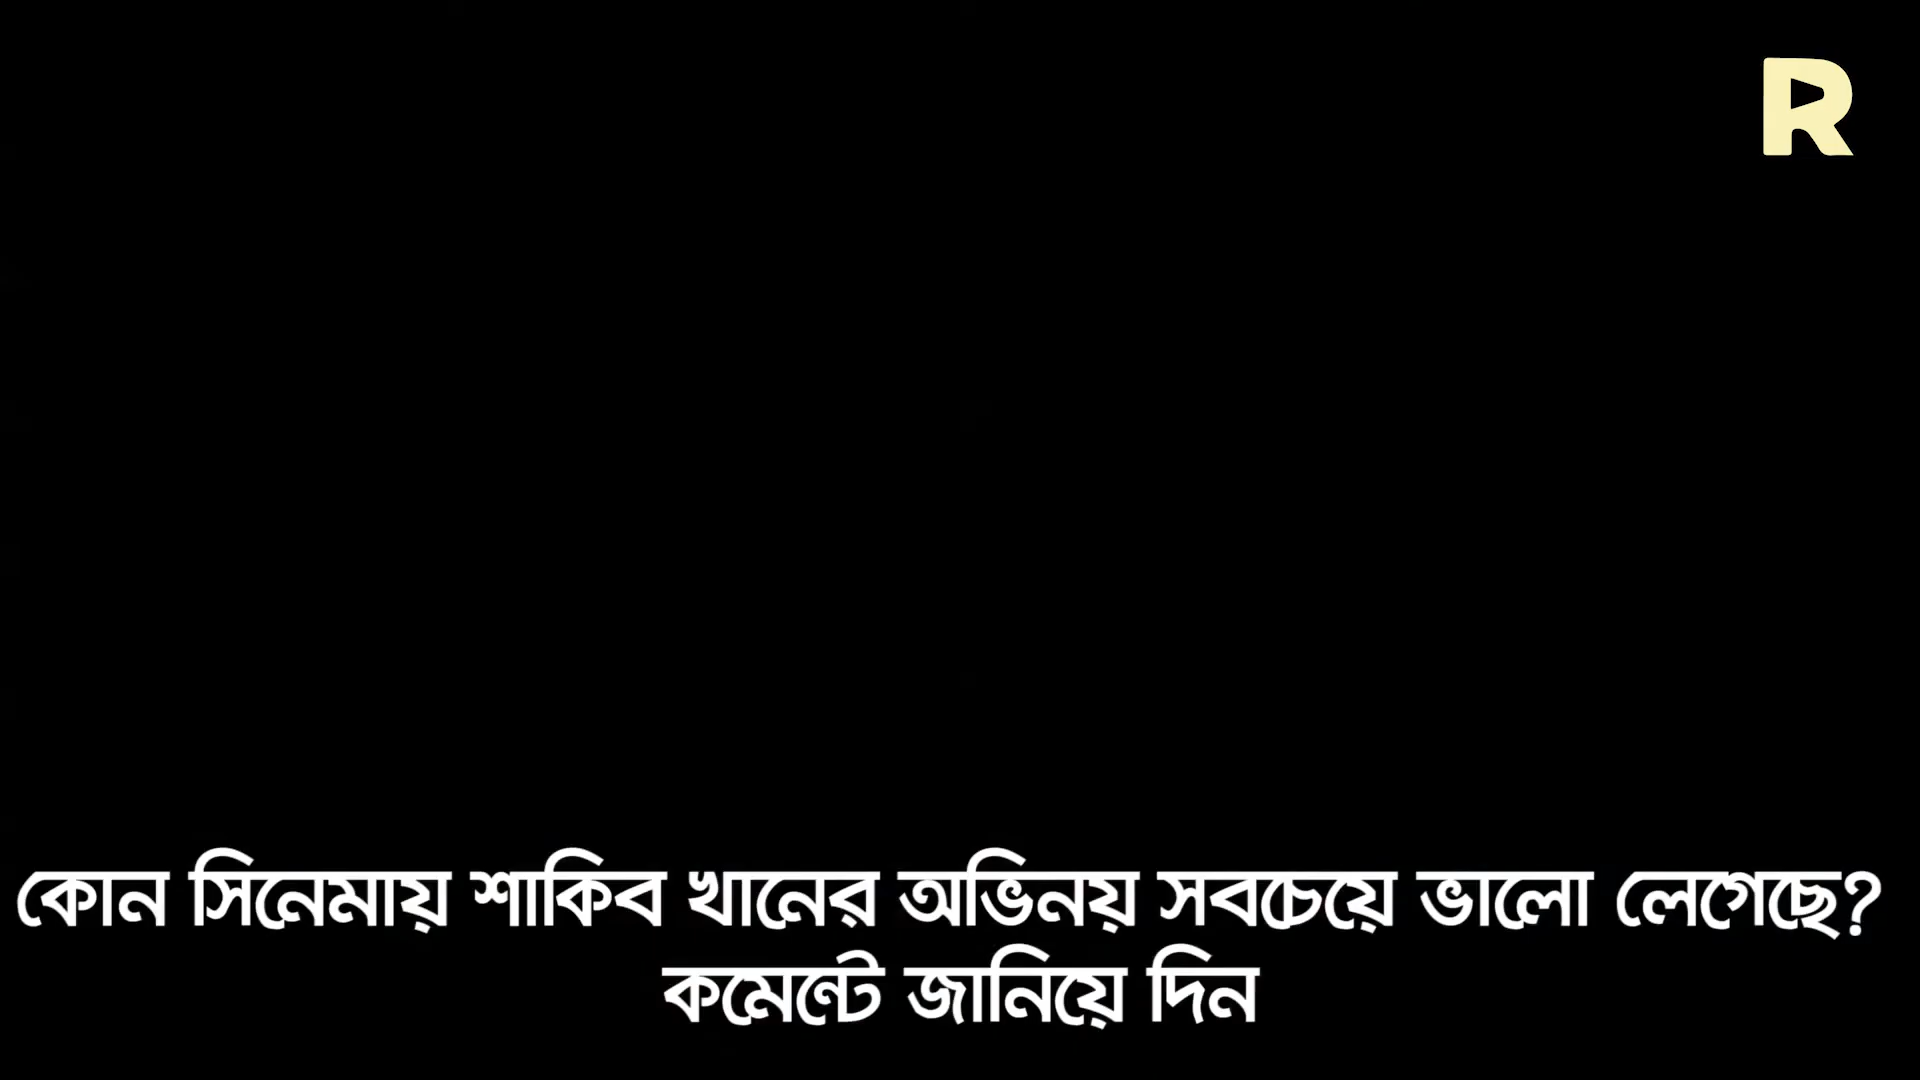 R
কোন সিনেমায় শাকিব খানের অভিনয় সবচেয়ে ভালো লেগেছে?
কমেন্টে জানিয়ে দিন